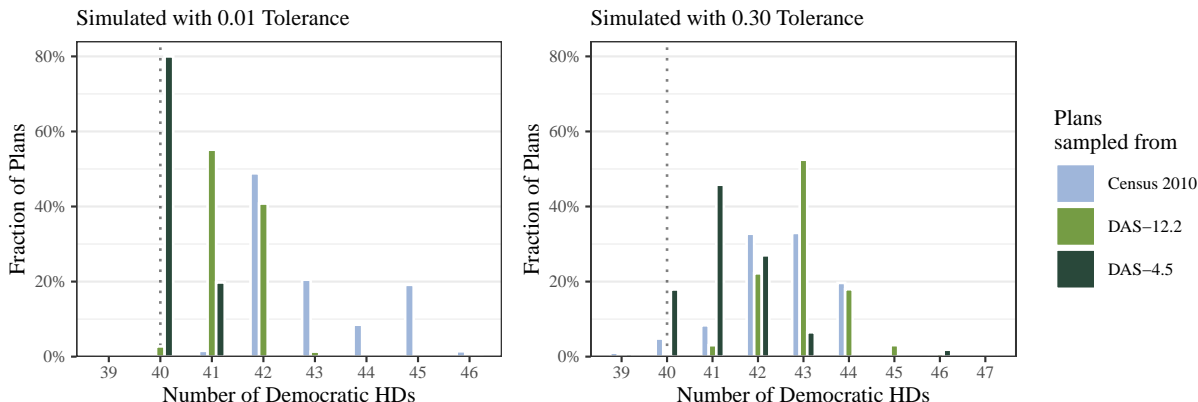 Simulated with 0.01 Tolerance
Simulated with 0.30 Tolerance
Fraction of Plans
80%
60%
40%
20%
0%
39 40 41 42 43 44 45 46
Number of Democratic HDs
Fraction of Plans
80%
60%
40%
20%
0%
39 40 41 42 43 44 45 46 47
Number of Democratic HDs
Plans
sampled from
Census 2010
DAS−12.2
DAS−4.5